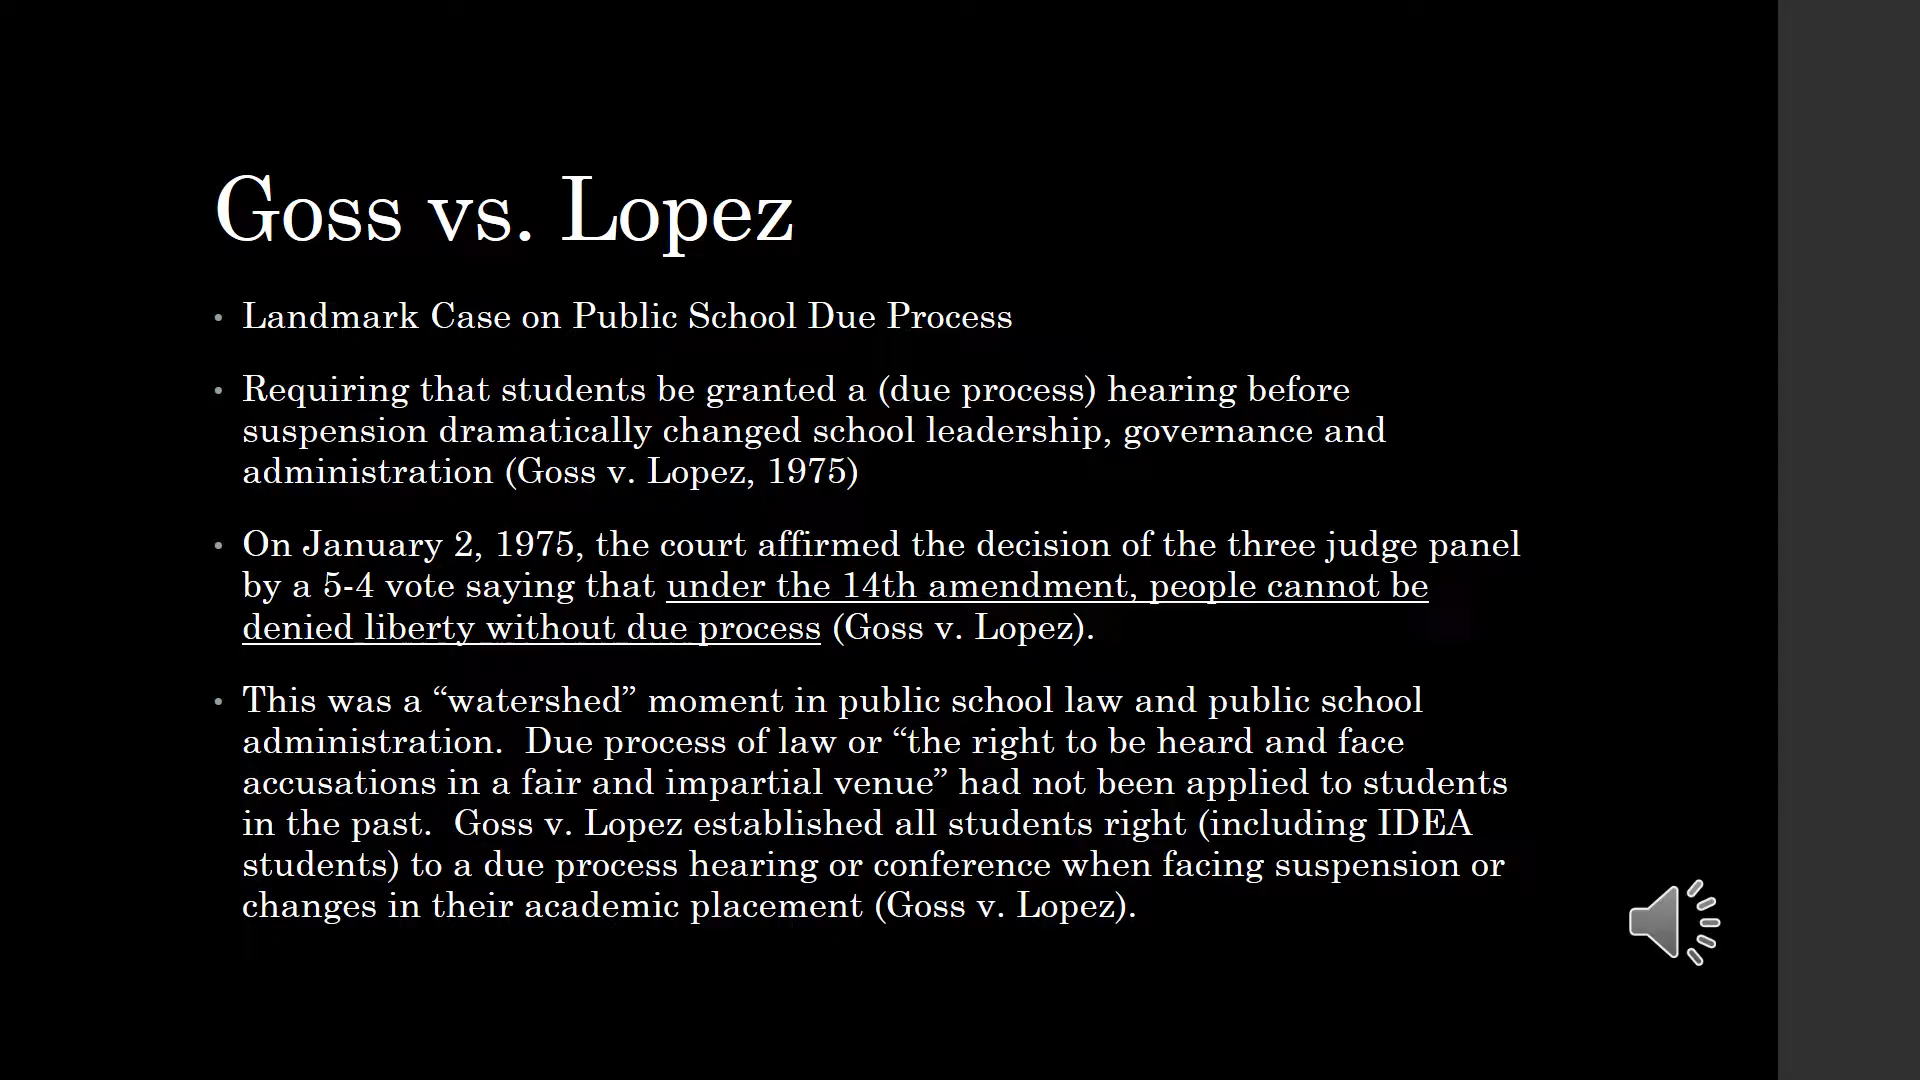 Goss vs. Lopez
• Landmark Case on Public School Due Process
• Requiring that students be granted a (due process) hearing before
suspension dramatically changed school leadership, governance and
administration (Goss v. Lopez, 1975)
• On January 2, 1975, the court affirmed the decision of the three judge panel
by a 5-4 vote saying that under the 14th amendment, people cannot be
denied liberty without due process (Goss v. Lopez).
• This was a “watershed” moment in public school law and public school
administration.  Due process of law or “the right to be heard and face
accusations in a fair and impartial venue” had not been applied to students
in the past.  Goss v. Lopez established all students right (including IDEA
students) to a due process hearing or conference when facing suspension or
changes in their academic placement (Goss v. Lopez).